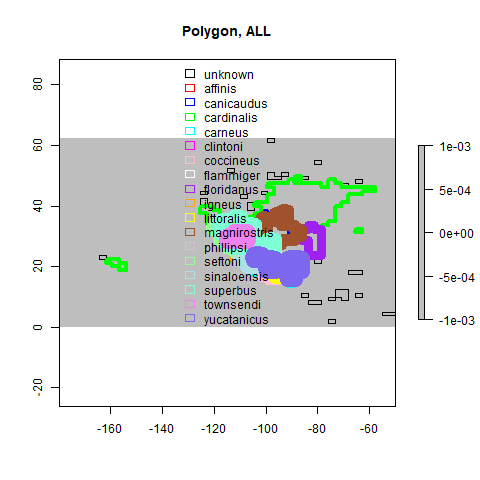 Polygon, ALL
80
60
40
20
0
-20
-160
-140
-120
-100
-80
-60
unknown
affinis
canicaudus
cardinalis
carneus
clintoni
coccineus
flammiger
floridanus
igneus
littoralis
magnirostris
phillipsi
seftoni
sinaloensis
superbus
townsendi
yucatanicus
1e-03
5e-04
0e+00
-5e-04
-1e-03